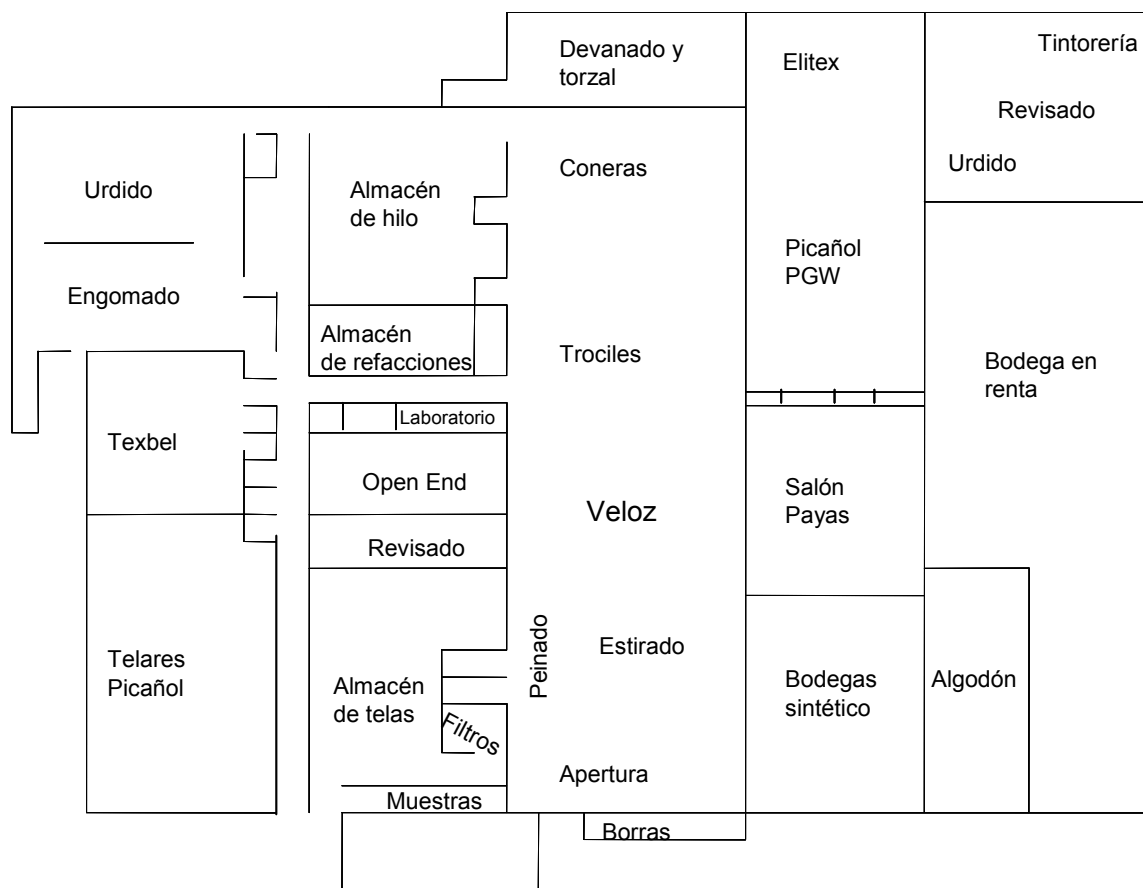 Devanado y
torzal
Elitex
Tintorería
Revisado
Urdido
Urdido
Almacén
de hilo
Coneras
Picañol
PGW
Engomado
Almacén
de refacciones
Trociles
Bodega en
renta
Texbel
Laboratorio
Open End
Veloz
Salón
Payas
Revisado
Telares
Picañol
Almacén
de telas
Filtros
Peinado
Estirado
Bodegas
sintético
Algodón
Apertura
Muestras
Borras